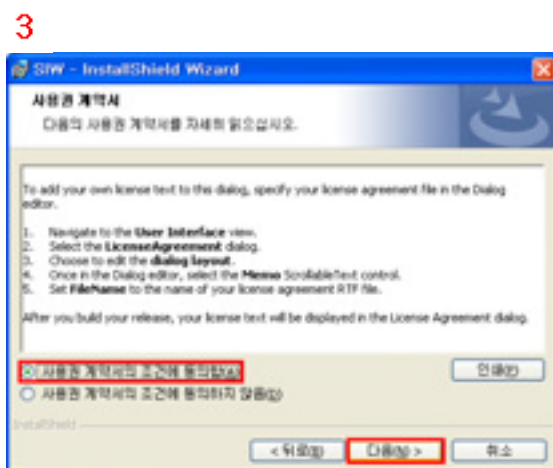 3
SIW - InstallShield Wizard
사용권 계약서
다음의 사용권 계약서를 자세히 읽으십시오.
To add your own license text to this dialog, specify your license agreement file in the Dialog
editor.
1. Navigate to the User Interface view.
2. Select the LicenseAgreement dialog.
3. Choose to edit the dialog layout.
4. Once in the Dialog editor, select the Memo ScrollableText control.
5. Set FileName to the name of your license agreement RTF file.
After you build your release, your license text will be displayed in the License Agreement dialog.
사용권 계약서의 조건에 동의함(A)
인쇄(P)
사용권 계약서의 조건에 동의하지 않음(D)
InstallShield
< 뒤로(B)
다음(N) >
취소